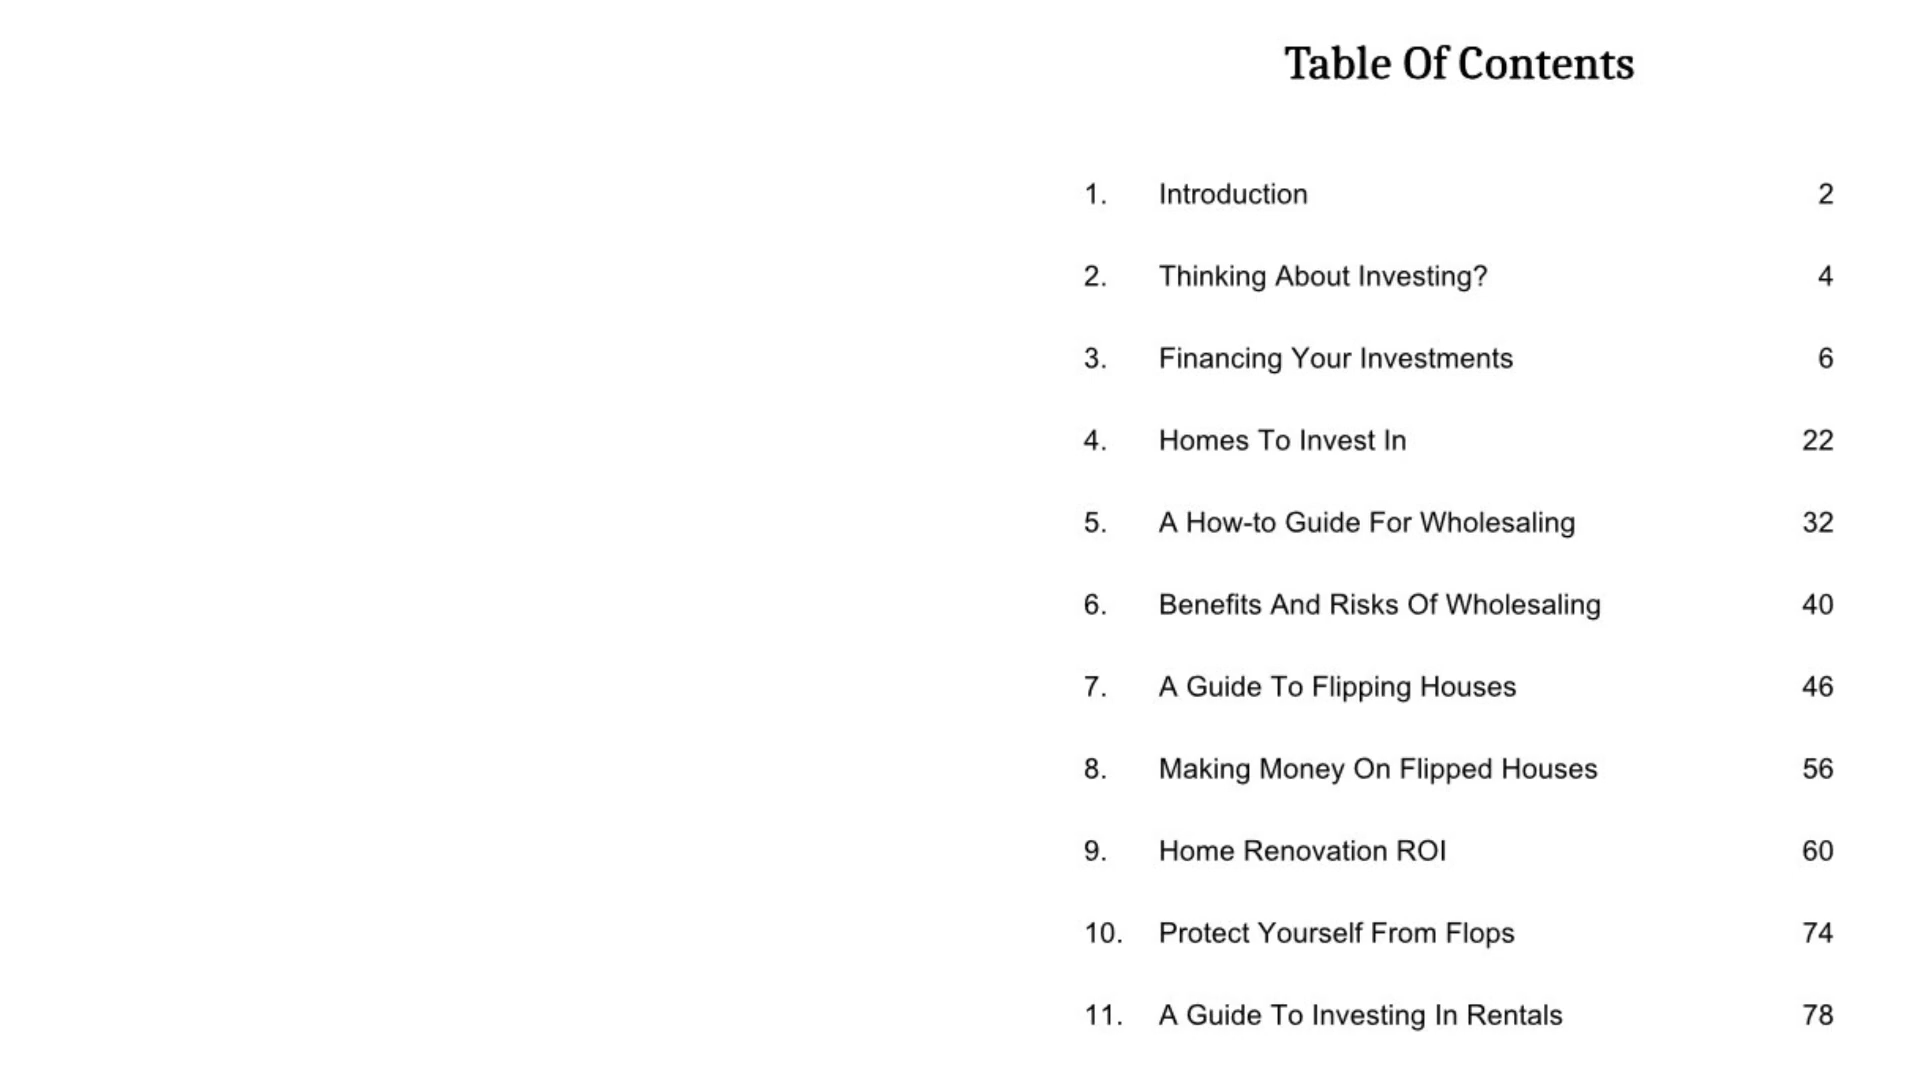 Table Of Contents
1. Introduction 2
2. Thinking About Investing? 4
3. Financing Your Investments 6
4. Homes To Invest In 22
5. A How-to Guide For Wholesaling 32
6. Benefits And Risks Of Wholesaling 40
7. A Guide To Flipping Houses 46
8. Making Money On Flipped Houses 56
9. Home Renovation ROI 60
10. Protect Yourself From Flops 74
11. A Guide To Investing In Rentals 78